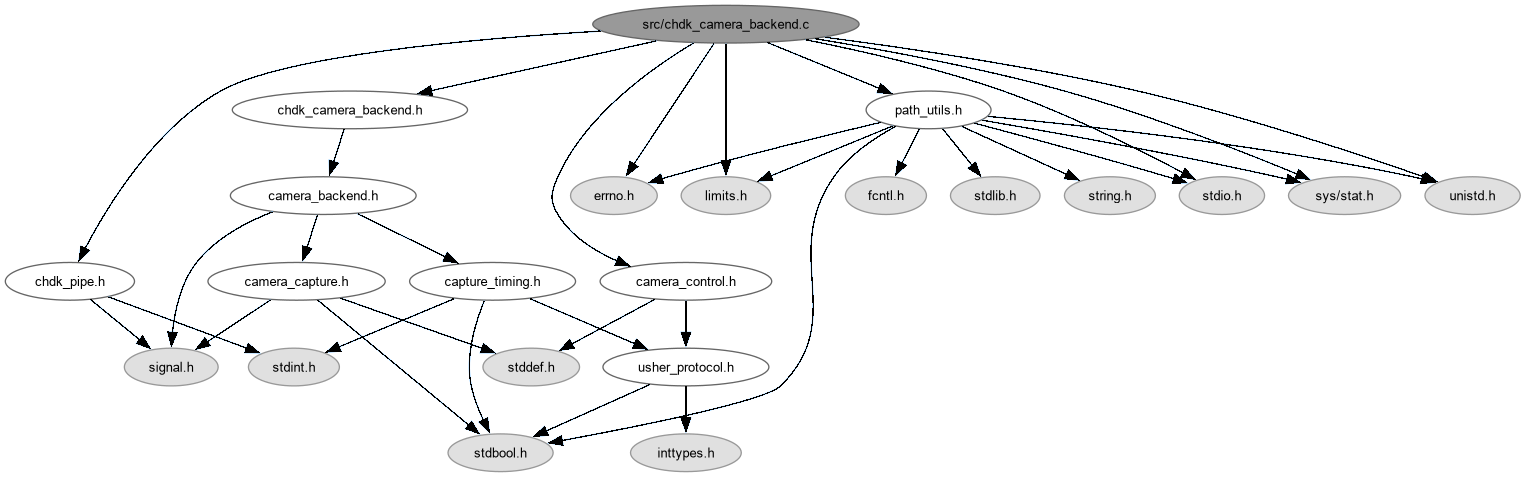 src/chdk_camera_backend.c
chdk_camera_backend.h
path_utils.h
camera_backend.h
errno.h
limits.h
fcntl.h
stdlib.h
string.h
stdio.h
sys/stat.h
unistd.h
chdk_pipe.h
camera_capture.h
capture_timing.h
camera_control.h
signal.h
stdint.h
stddef.h
usher_protocol.h
stdbool.h
inttypes.h